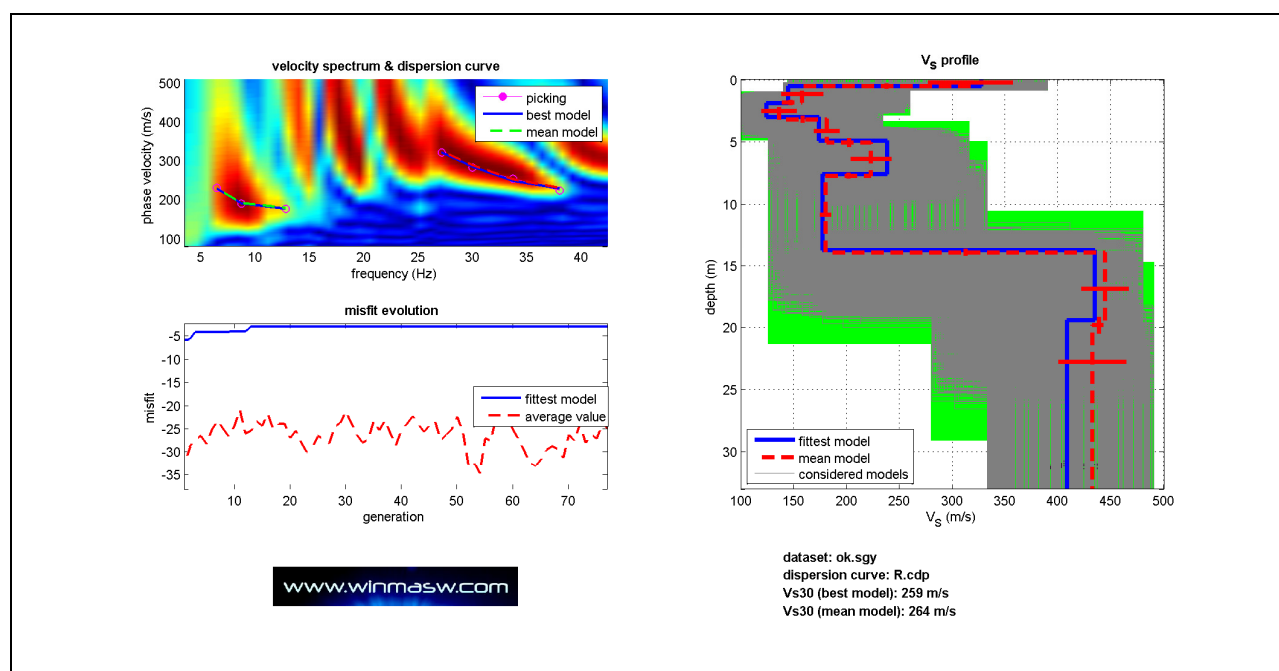 velocity spectrum & dispersion curve
500
400
300
200
100
phase velocity (m/s)
picking
best model
mean model
5 10 15 20 25 30 35 40
frequency (Hz)
misfit evolution
-5
-10
-15
-20
-25
-30
-35
misfit
fittest model
average value
10 20 30 40 50 60 70
generation
www.winmasw.com
VS profile
0
5
10
15
20
25
30
depth (m)
fittest model
mean model
considered models
100 150 200 250 300 350 400 450 500
VS (m/s)
dataset: ok.sgy
dispersion curve: R.cdp
Vs30 (best model): 259 m/s
Vs30 (mean model): 264 m/s